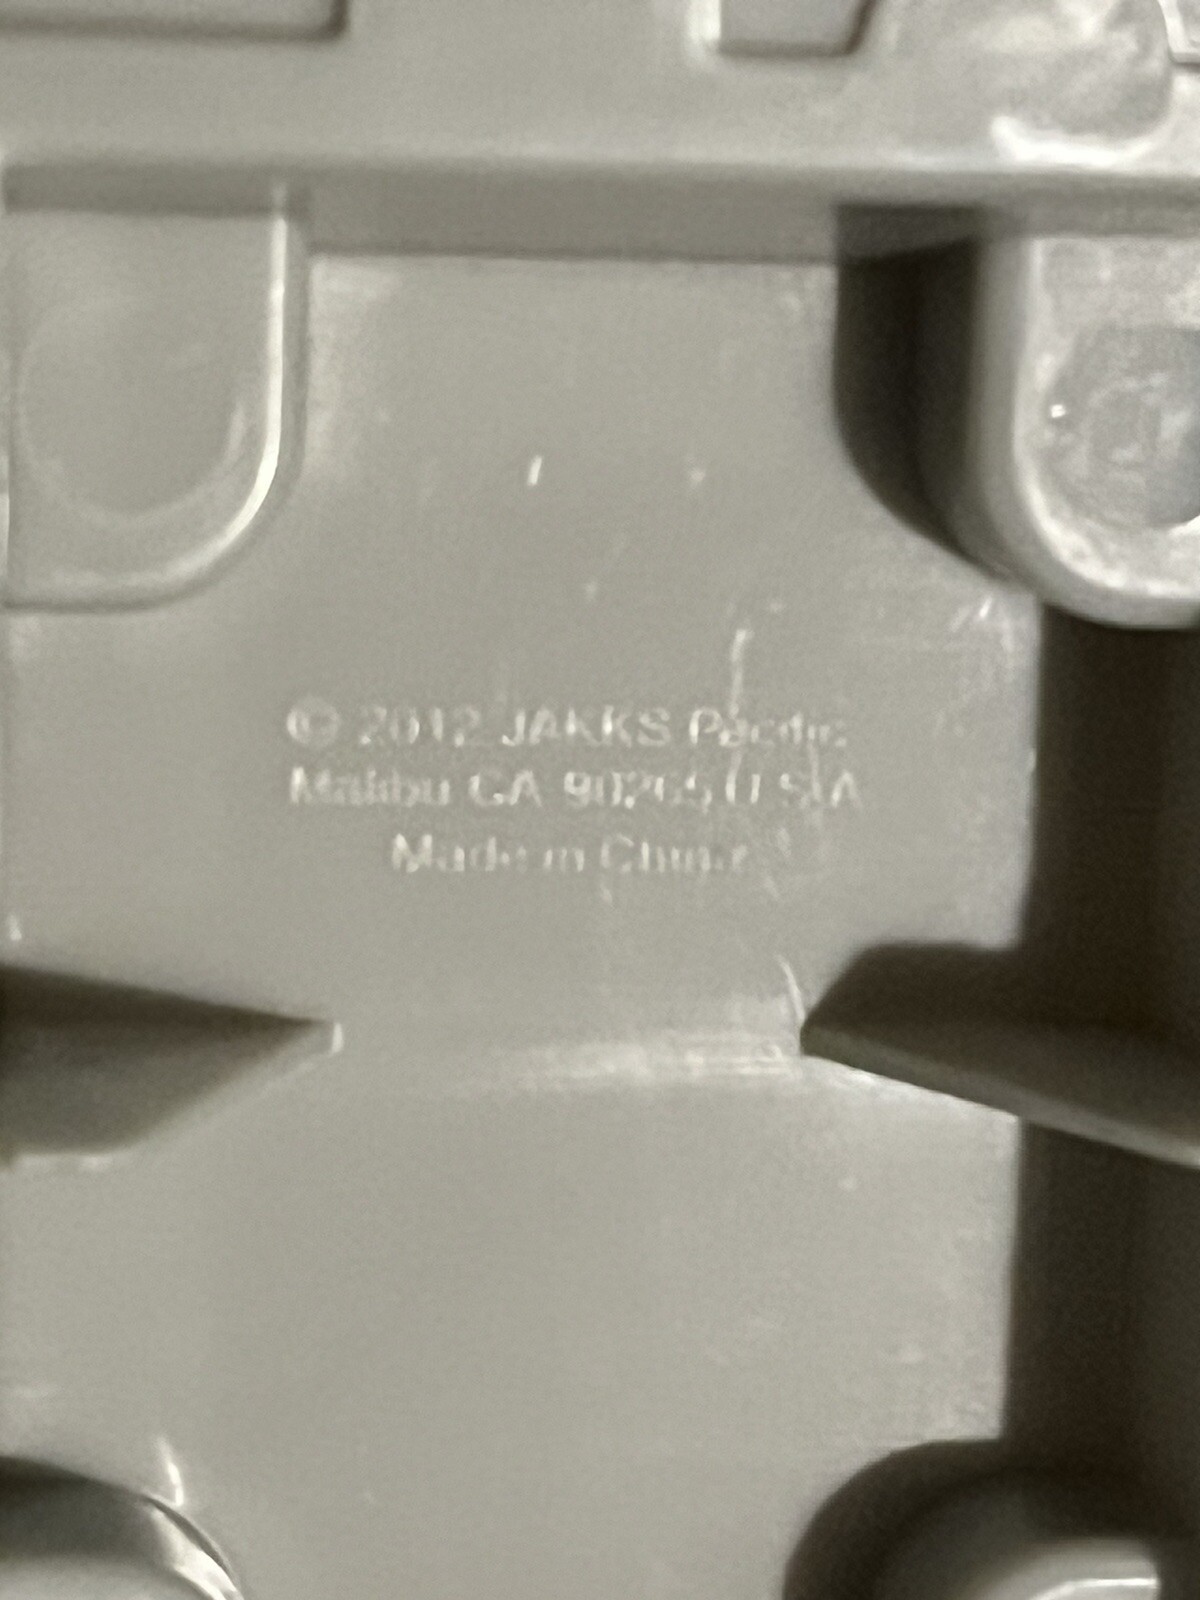 © 2012 JAKKS Pacific
Malibu CA 90265 U S A
Made in China